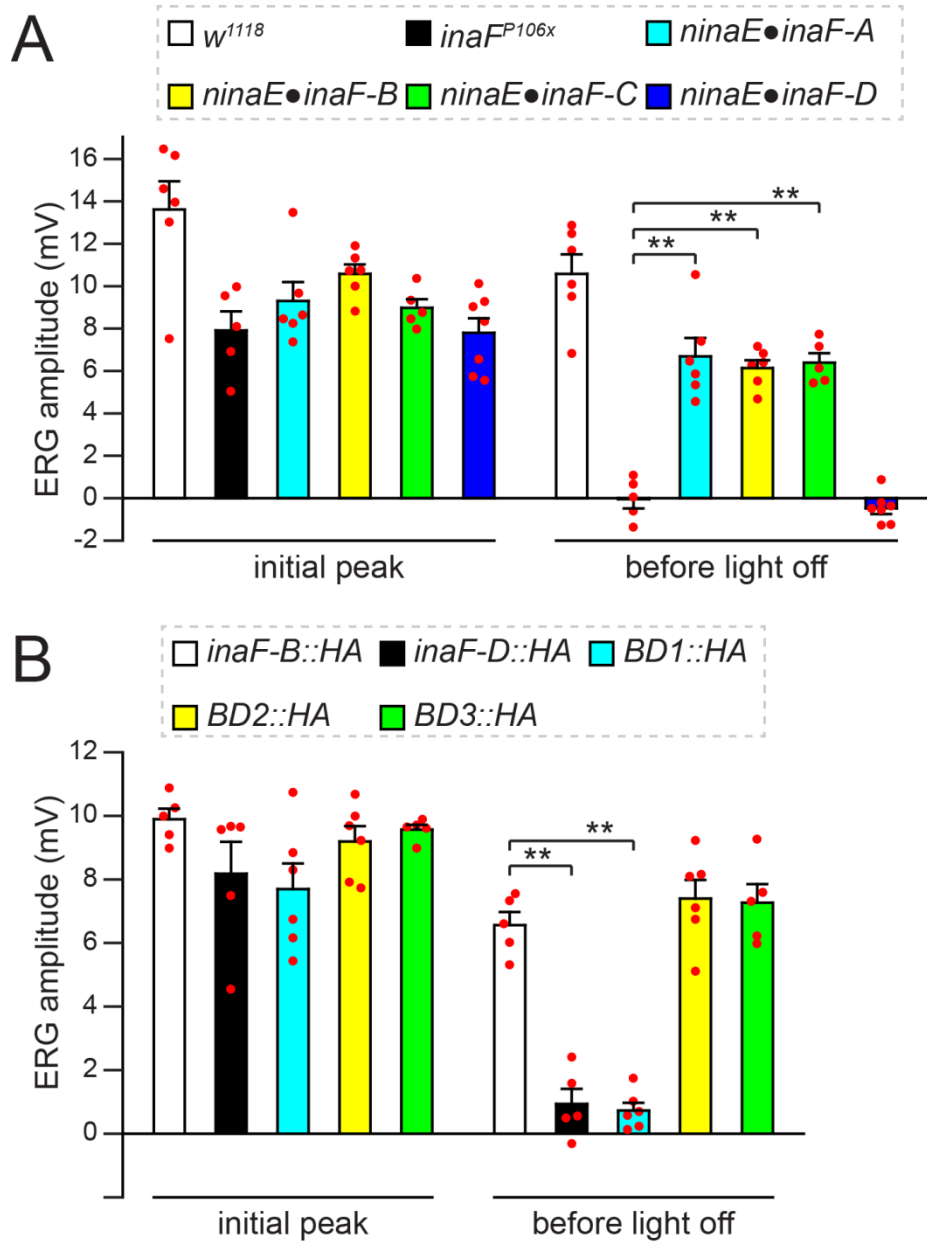 A
w1118 inaFP106x ninaE●inaF-A
ninaE●inaF-B ninaE●inaF-C ninaE●inaF-D
ERG amplitude (mV)
16
14
12
10
8
6
4
2
0
-2
**
**
**
initial peak before light off
B
inaF-B::HA inaF-D::HA BD1::HA
BD2::HA BD3::HA
ERG amplitude (mV)
12
10
8
6
4
2
0
**
**
initial peak before light off